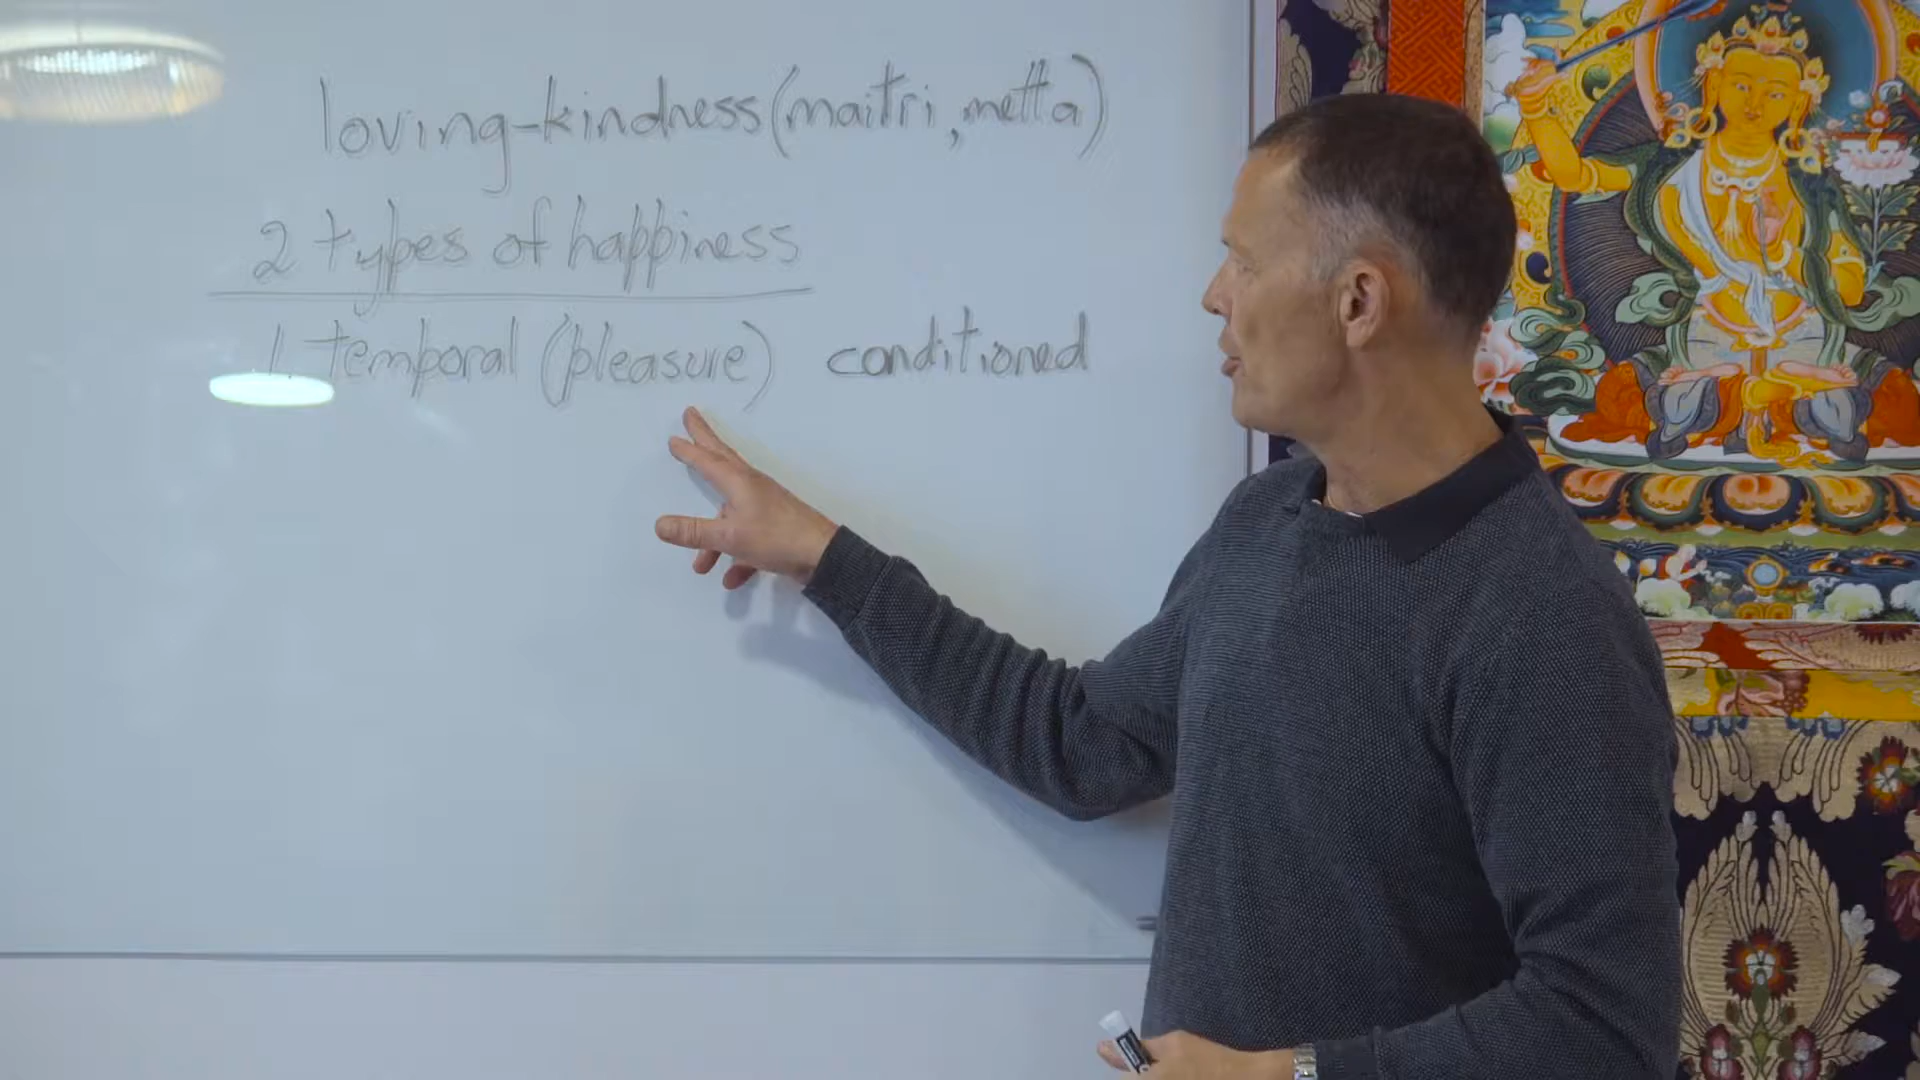 loving-kindness (maitri, metta)
2 types of happiness
1. temporal (pleasure) conditioned